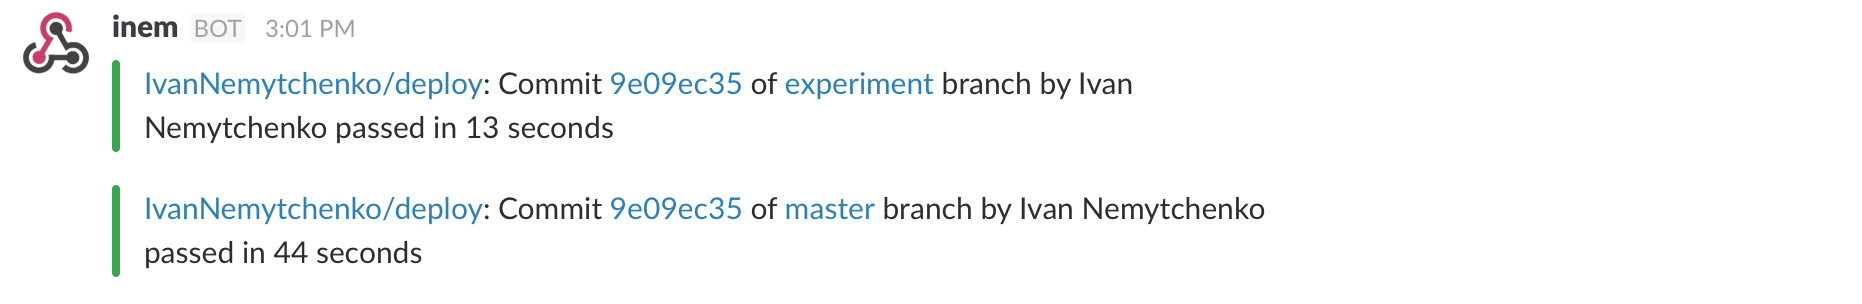 inem BOT 3:01 PM
IvanNemytchenko/deploy: Commit 9e09ec35 of experiment branch by Ivan
Nemytchenko passed in 13 seconds
IvanNemytchenko/deploy: Commit 9e09ec35 of master branch by Ivan Nemytchenko
passed in 44 seconds